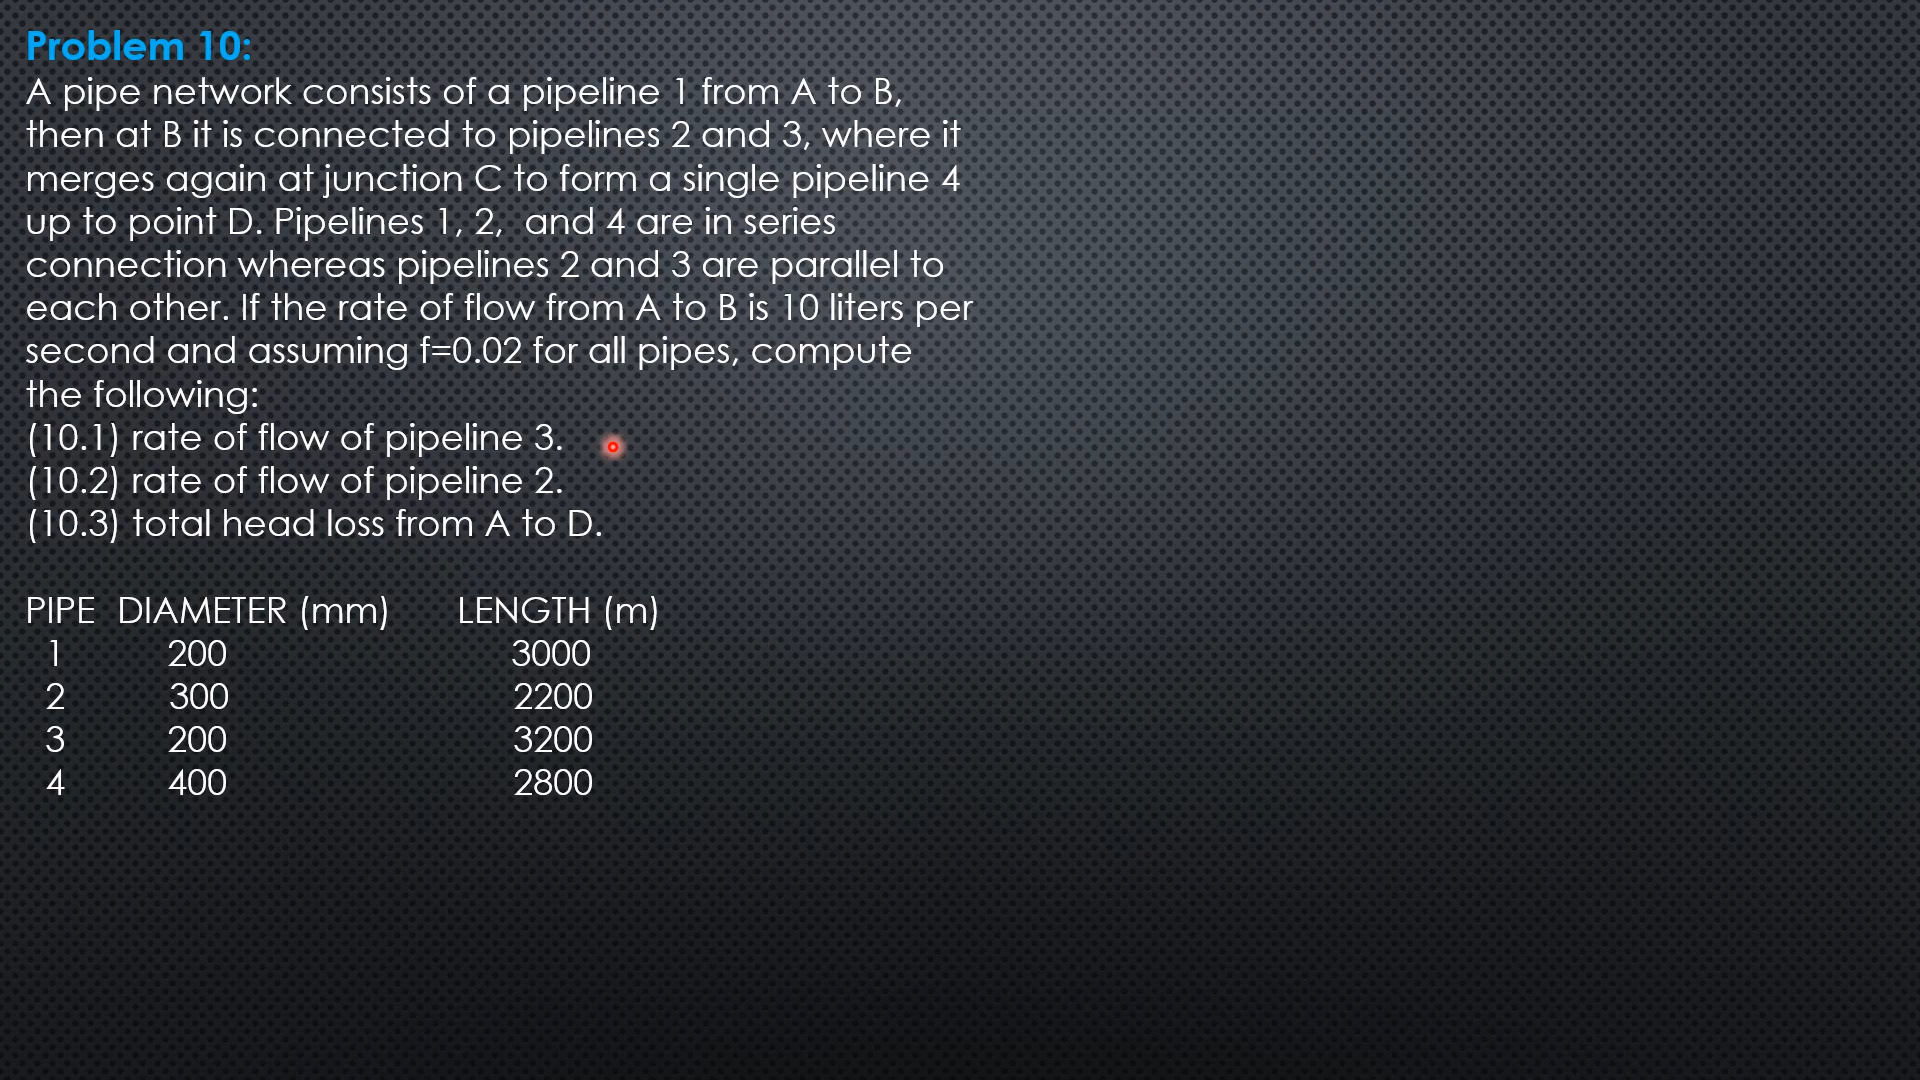 Problem 10:
A pipe network consists of a pipeline 1 from A to B,
then at B it is connected to pipelines 2 and 3, where it
merges again at junction C to form a single pipeline 4
up to point D. Pipelines 1, 2,  and 4 are in series
connection whereas pipelines 2 and 3 are parallel to
each other. If the rate of flow from A to B is 10 liters per
second and assuming f=0.02 for all pipes, compute
the following:
(10.1) rate of flow of pipeline 3.
(10.2) rate of flow of pipeline 2.
(10.3) total head loss from A to D.
PIPE DIAMETER (mm) LENGTH (m)
1 200 3000
2 300 2200
3 200 3200
4 400 2800